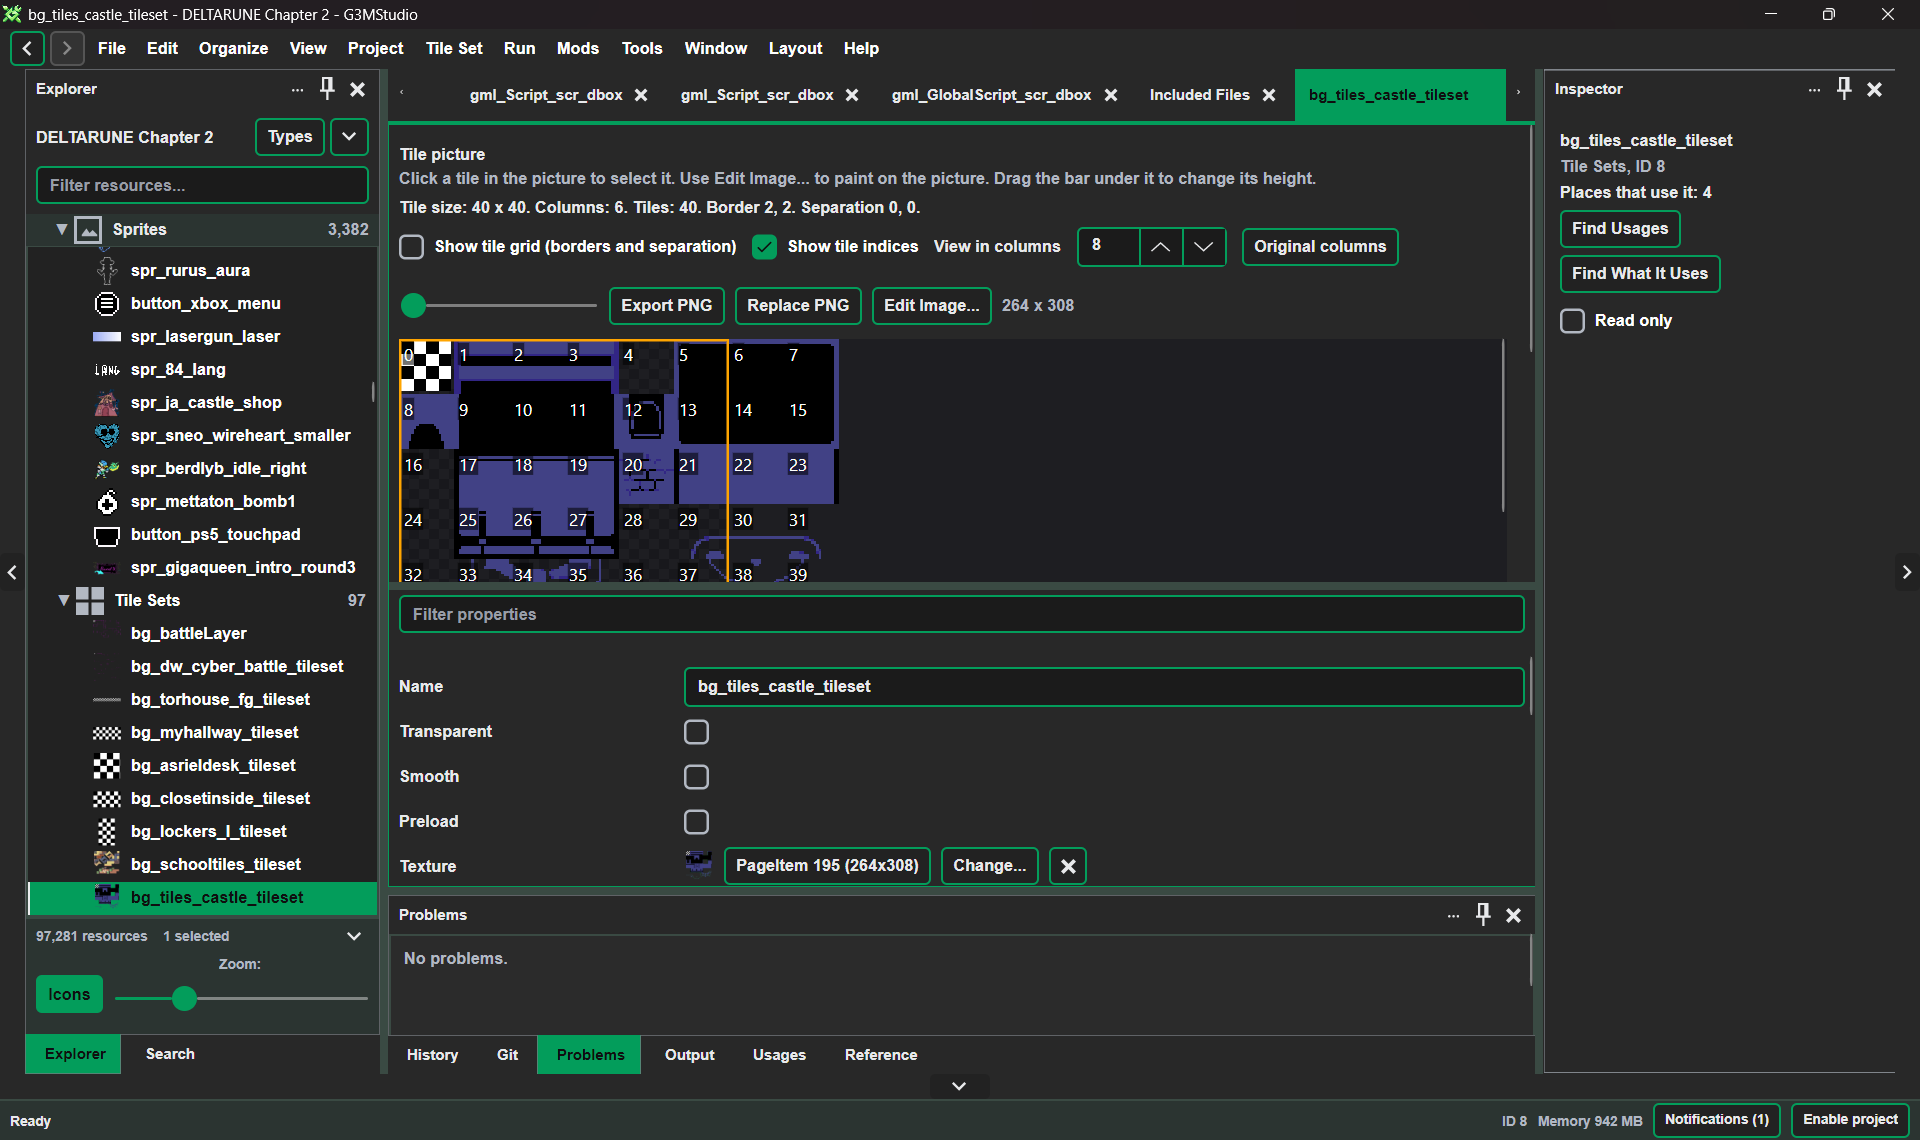 bg_tiles_castle_tileset - DELTARUNE Chapter 2 - G3MStudio
File Edit Organize View Project Tile Set Run Mods Tools Window Layout Help
Explorer
DELTARUNE Chapter 2 Types
Filter resources...
Sprites 3,382
spr_rurus_aura
button_xbox_menu
spr_lasergun_laser
LANG spr_84_lang
spr_ja_castle_shop
spr_sneo_wireheart_smaller
spr_berdlyb_idle_right
spr_mettaton_bomb1
button_ps5_touchpad
spr_gigaqueen_intro_round3
Tile Sets 97
bg_battleLayer
bg_dw_cyber_battle_tileset
bg_torhouse_fg_tileset
bg_myhallway_tileset
bg_asrieldesk_tileset
bg_closetinside_tileset
bg_lockers_l_tileset
bg_schooltiles_tileset
bg_tiles_castle_tileset
97,281 resources 1 selected
Zoom:
Icons
Explorer Search
gml_Script_scr_dbox gml_Script_scr_dbox gml_GlobalScript_scr_dbox Included Files bg_tiles_castle_tileset
Tile picture
Click a tile in the picture to select it. Use Edit Image... to paint on the picture. Drag the bar under it to change its height.
Tile size: 40 x 40. Columns: 6. Tiles: 40. Border 2, 2. Separation 0, 0.
Show tile grid (borders and separation) Show tile indices View in columns 8 Original columns
Export PNG Replace PNG Edit Image... 264 x 308
0 1 2 3 4 5 6 7
8 9 10 11 12 13 14 15
16 17 18 19 20 21 22 23
24 25 26 27 28 29 30 31
32 33 34 35 36 37 38 39
Filter properties
Name bg_tiles_castle_tileset
Transparent
Smooth
Preload
Texture PageItem 195 (264x308) Change...
Problems
No problems.
History Git Problems Output Usages Reference
Inspector
bg_tiles_castle_tileset
Tile Sets, ID 8
Places that use it: 4
Find Usages
Find What It Uses
Read only
Ready ID 8 Memory 942 MB Notifications (1) Enable project